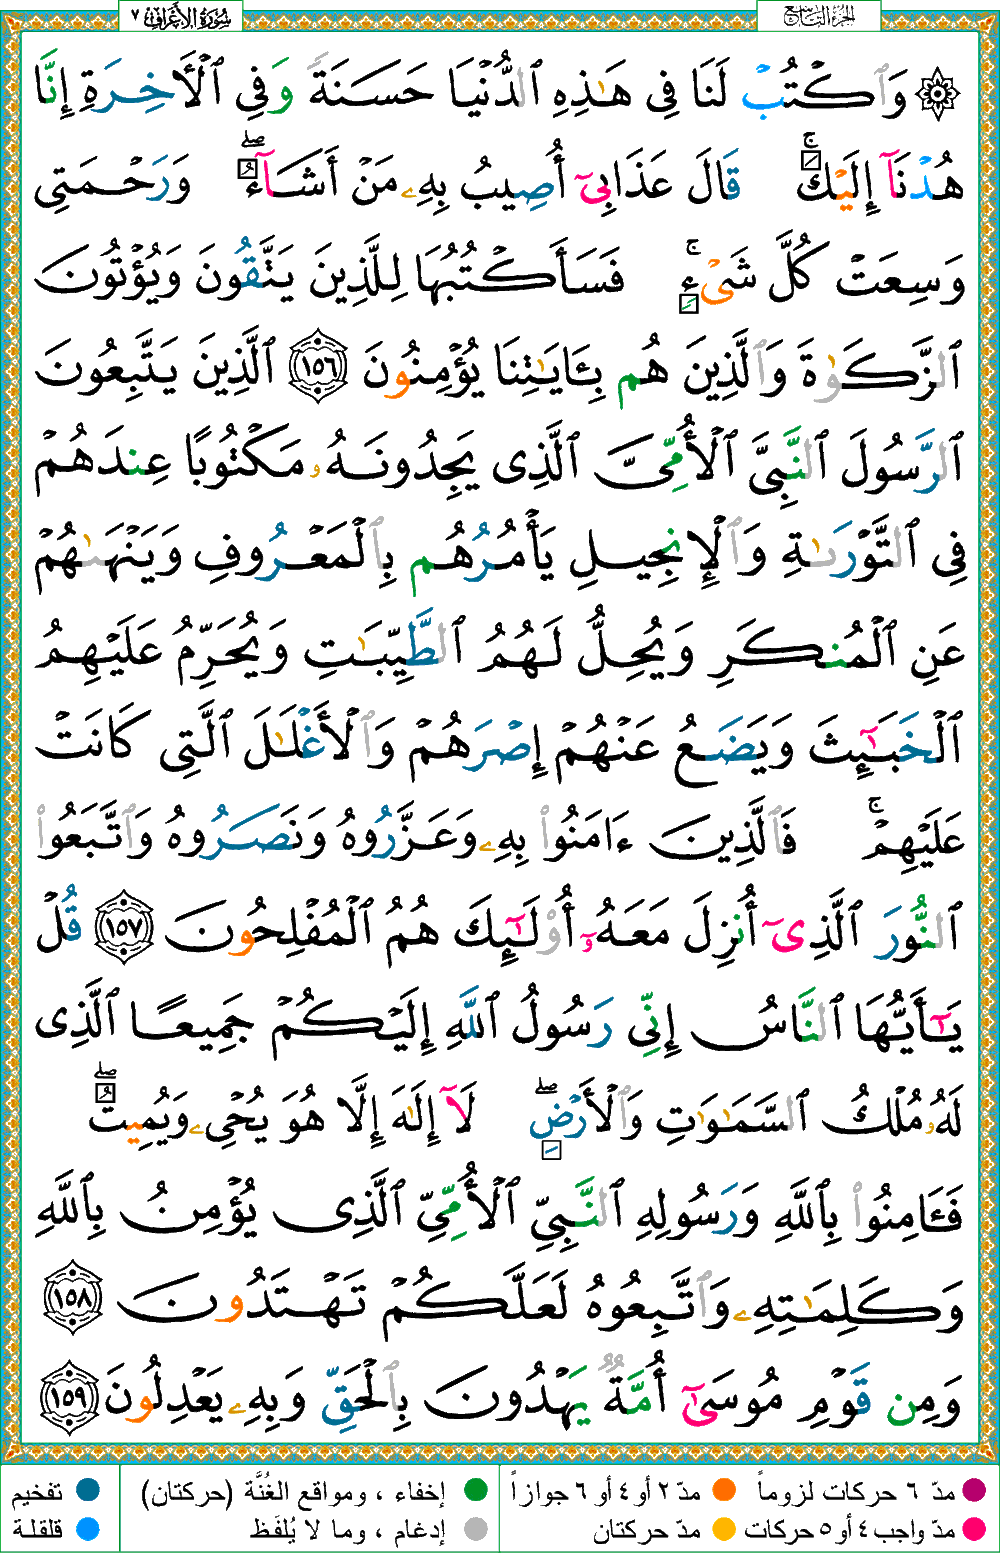 سُورَةُ الأَعْرَاف ٧
الجزء التاسع
۞ وَٱكۡتُبۡ لَنَا فِي هَٰذِهِ ٱلدُّنۡيَا حَسَنَةٗ وَفِي ٱلۡأٓخِرَةِ إِنَّا
هُدۡنَآ إِلَيۡكَۚ قَالَ عَذَابِيٓ أُصِيبُ بِهِۦ مَنۡ أَشَآءُۖ وَرَحۡمَتِي
وَسِعَتۡ كُلَّ شَيۡءٖۚ فَسَأَكۡتُبُهَا لِلَّذِينَ يَتَّقُونَ وَيُؤۡتُونَ
ٱلزَّكَوٰةَ وَٱلَّذِينَ هُم بِـَٔايَٰتِنَا يُؤۡمِنُونَ ١٥٦ ٱلَّذِينَ يَتَّبِعُونَ
ٱلرَّسُولَ ٱلنَّبِيَّ ٱلۡأُمِّيَّ ٱلَّذِي يَجِدُونَهُۥ مَكۡتُوبًا عِندَهُمۡ
فِي ٱلتَّوۡرَىٰةِ وَٱلۡإِنجِيلِ يَأۡمُرُهُم بِٱلۡمَعۡرُوفِ وَيَنۡهَىٰهُمۡ
عَنِ ٱلۡمُنكَرِ وَيُحِلُّ لَهُمُ ٱلطَّيِّبَٰتِ وَيُحَرِّمُ عَلَيۡهِمُ
ٱلۡخَبَٰٓئِثَ وَيَضَعُ عَنۡهُمۡ إِصۡرَهُمۡ وَٱلۡأَغۡلَٰلَ ٱلَّتِي كَانَتۡ
عَلَيۡهِمۡۚ فَٱلَّذِينَ ءَامَنُواْ بِهِۦ وَعَزَّرُوهُ وَنَصَرُوهُ وَٱتَّبَعُواْ
ٱلنُّورَ ٱلَّذِيٓ أُنزِلَ مَعَهُۥٓ أُوْلَٰٓئِكَ هُمُ ٱلۡمُفۡلِحُونَ ١٥٧ قُلۡ
يَٰٓأَيُّهَا ٱلنَّاسُ إِنِّي رَسُولُ ٱللَّهِ إِلَيۡكُمۡ جَمِيعًا ٱلَّذِي
لَهُۥ مُلۡكُ ٱلسَّمَٰوَٰتِ وَٱلۡأَرۡضِۖ لَآ إِلَٰهَ إِلَّا هُوَ يُحۡيِۦ وَيُمِيتُۖ
فَـَٔامِنُواْ بِٱللَّهِ وَرَسُولِهِ ٱلنَّبِيِّ ٱلۡأُمِّيِّ ٱلَّذِي يُؤۡمِنُ بِٱللَّهِ
وَكَلِمَٰتِهِۦ وَٱتَّبِعُوهُ لَعَلَّكُمۡ تَهۡتَدُونَ ١٥٨
وَمِن قَوۡمِ مُوسَىٰٓ أُمَّةٞ يَهۡدُونَ بِٱلۡحَقِّ وَبِهِۦ يَعۡدِلُونَ ١٥٩
مدّ ٦ حركات لزوماً مدّ ٢ أو ٤ أو ٦ جوازاً إخفاء ، ومواقع الغُنَّة (حركتان) تفخيم
مدّ واجب ٤ أو ٥ حركات مدّ حركتان إدغام ، وما لا يُلفَظ قلقلة